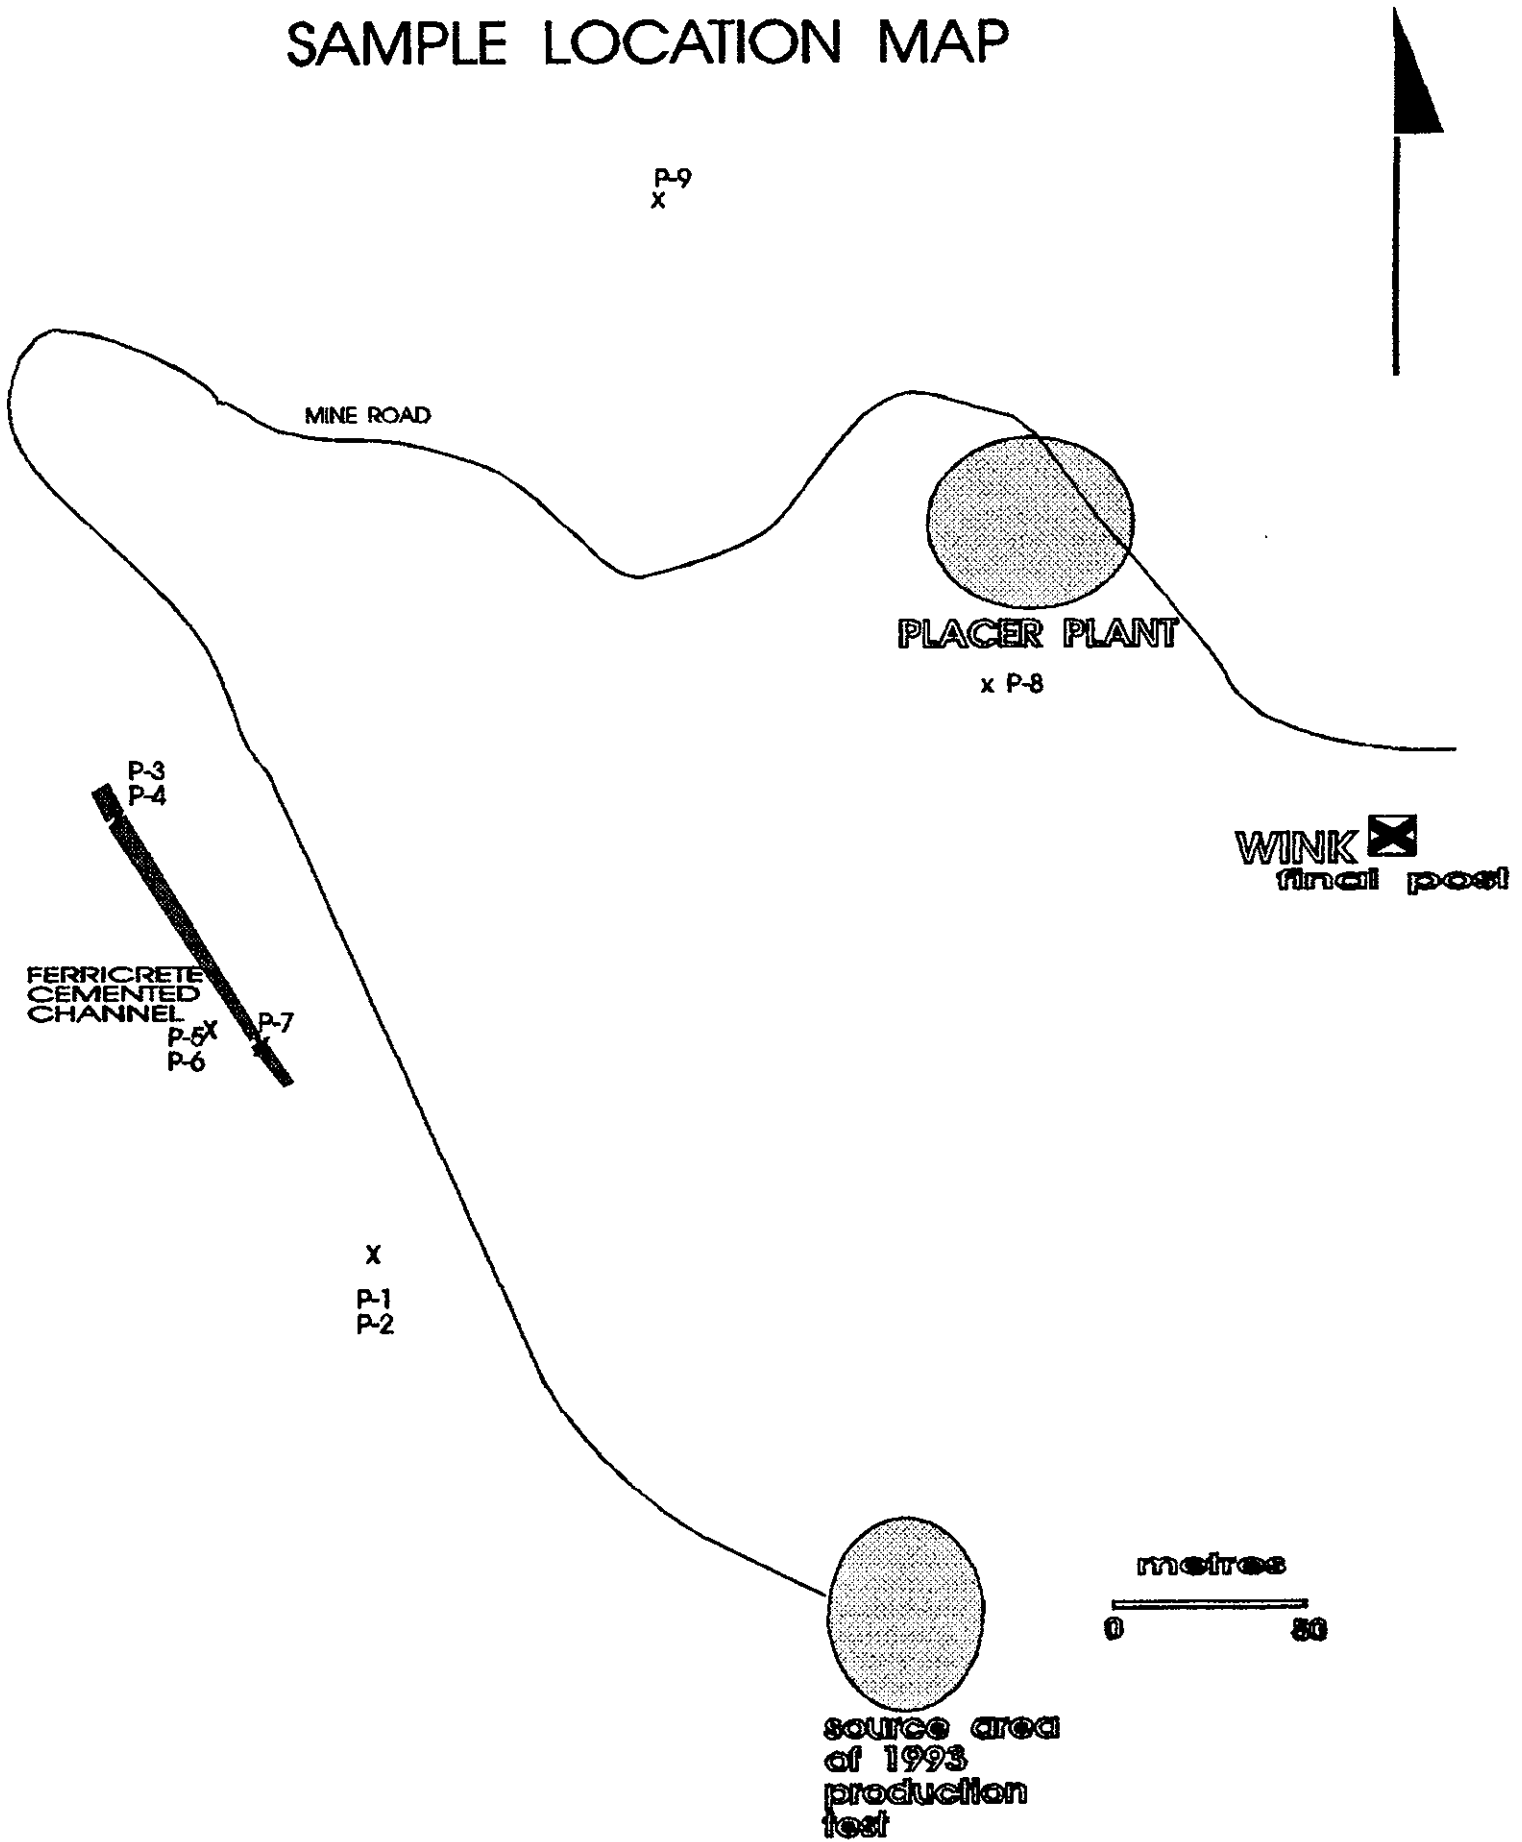 SAMPLE LOCATION MAP
P-9
x
MINE ROAD
PLACER PLANT
x P-8
P-3
P-4
WINK
final post
FERRICRETE
CEMENTED
CHANNEL
P-5 x
P-7
P-6
x
P-1
P-2
metres
0 50
source area
of 1993
production
test